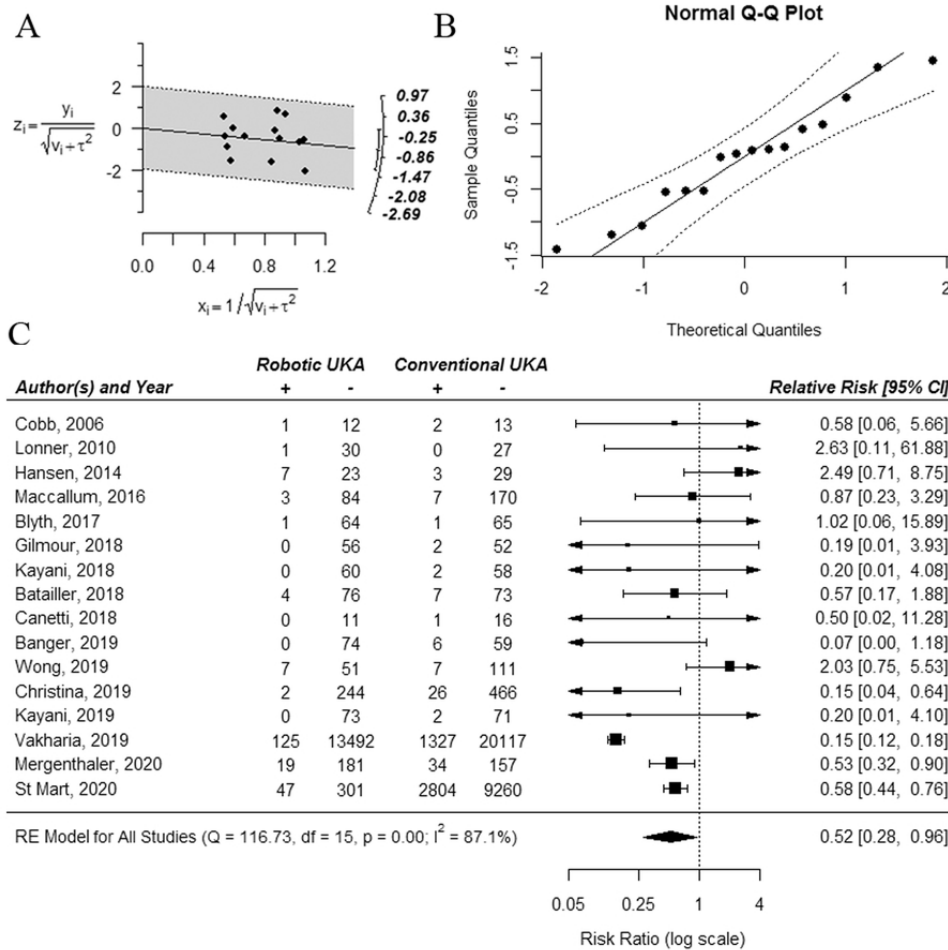 A
z_i = y_i / √(v_i + τ²)
2
0
-2
0.97
0.36
-0.25
-0.86
-1.47
-2.08
-2.69
0.0 0.4 0.8 1.2
x_i = 1/√(v_i + τ²)
B
Normal Q-Q Plot
Sample Quantiles
1.5
0.5
-0.5
-1.5
-2 -1 0 1 2
Theoretical Quantiles
C
Robotic UKA Conventional UKA
Author(s) and Year + - + - Relative Risk [95% CI]
Cobb, 2006 1 12 2 13 0.58 [0.06, 5.66]
Lonner, 2010 1 30 0 27 2.63 [0.11, 61.88]
Hansen, 2014 7 23 3 29 2.49 [0.71, 8.75]
Maccallum, 2016 3 84 7 170 0.87 [0.23, 3.29]
Blyth, 2017 1 64 1 65 1.02 [0.06, 15.89]
Gilmour, 2018 0 56 2 52 0.19 [0.01, 3.93]
Kayani, 2018 0 60 2 58 0.20 [0.01, 4.08]
Batailler, 2018 4 76 7 73 0.57 [0.17, 1.88]
Canetti, 2018 0 11 1 16 0.50 [0.02, 11.28]
Banger, 2019 0 74 6 59 0.07 [0.00, 1.18]
Wong, 2019 7 51 7 111 2.03 [0.75, 5.53]
Christina, 2019 2 244 26 466 0.15 [0.04, 0.64]
Kayani, 2019 0 73 2 71 0.20 [0.01, 4.10]
Vakharia, 2019 125 13492 1327 20117 0.15 [0.12, 0.18]
Mergenthaler, 2020 19 181 34 157 0.53 [0.32, 0.90]
St Mart, 2020 47 301 2804 9260 0.58 [0.44, 0.76]
RE Model for All Studies (Q = 116.73, df = 15, p = 0.00; I² = 87.1%) 0.52 [0.28, 0.96]
0.05 0.25 1 4
Risk Ratio (log scale)